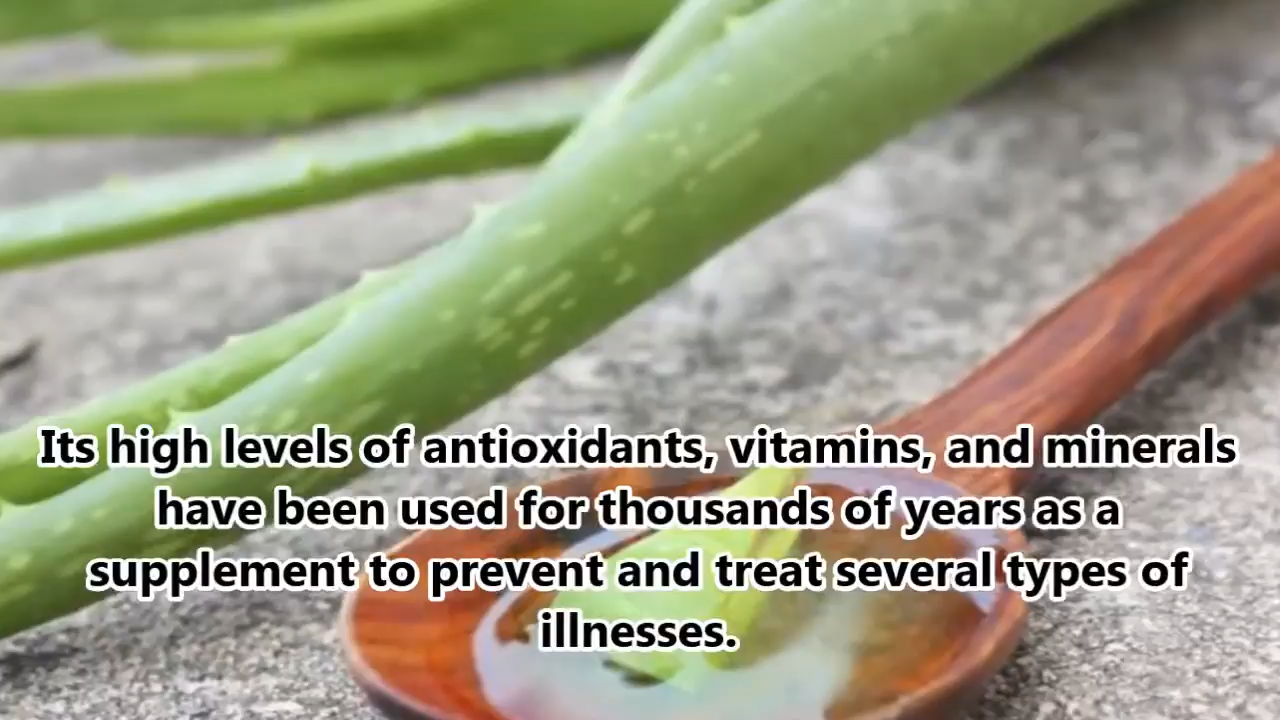 Its high levels of antioxidants, vitamins, and minerals
have been used for thousands of years as a
supplement to prevent and treat several types of
illnesses.